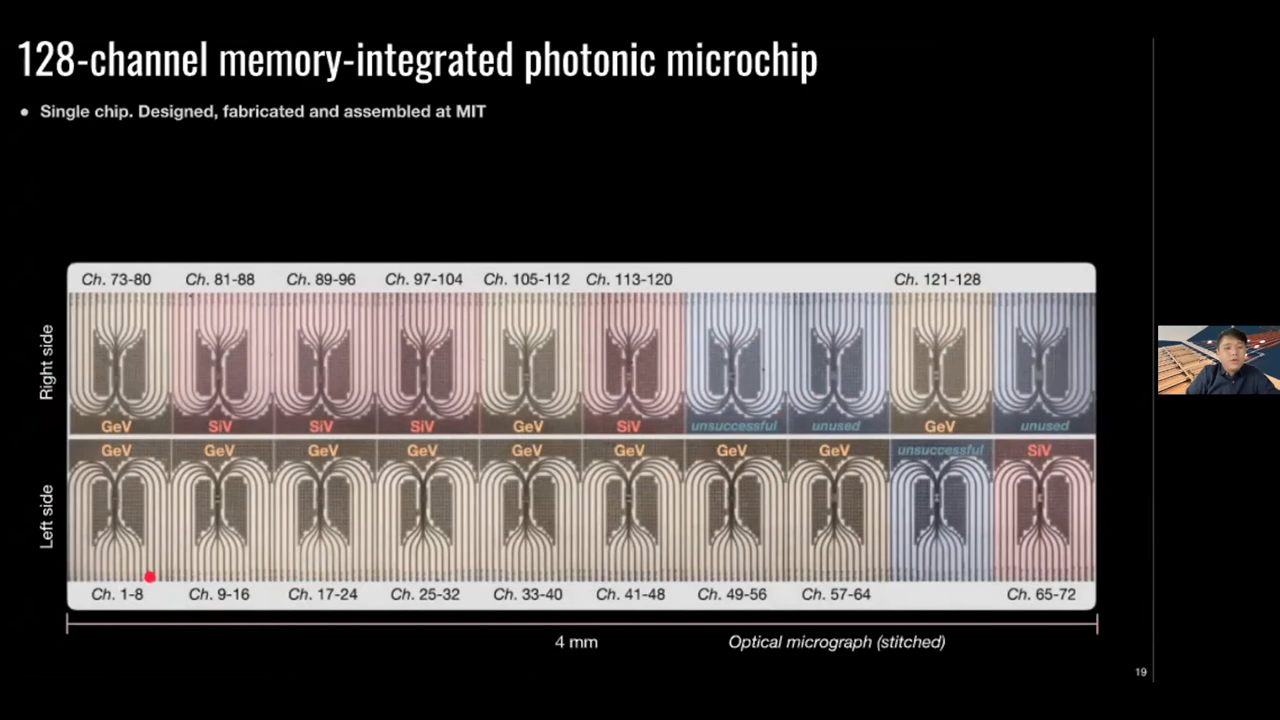 128-channel memory-integrated photonic microchip
● Single chip. Designed, fabricated and assembled at MIT
Ch. 73-80 Ch. 81-88 Ch. 89-96 Ch. 97-104 Ch. 105-112 Ch. 113-120 Ch. 121-128
Right side
GeV SiV SiV SiV GeV SiV unsuccessful unused GeV unused
GeV GeV GeV GeV GeV GeV GeV GeV unsuccessful SiV
Left side
Ch. 1-8 Ch. 9-16 Ch. 17-24 Ch. 25-32 Ch. 33-40 Ch. 41-48 Ch. 49-56 Ch. 57-64 Ch. 65-72
4 mm Optical micrograph (stitched)
19